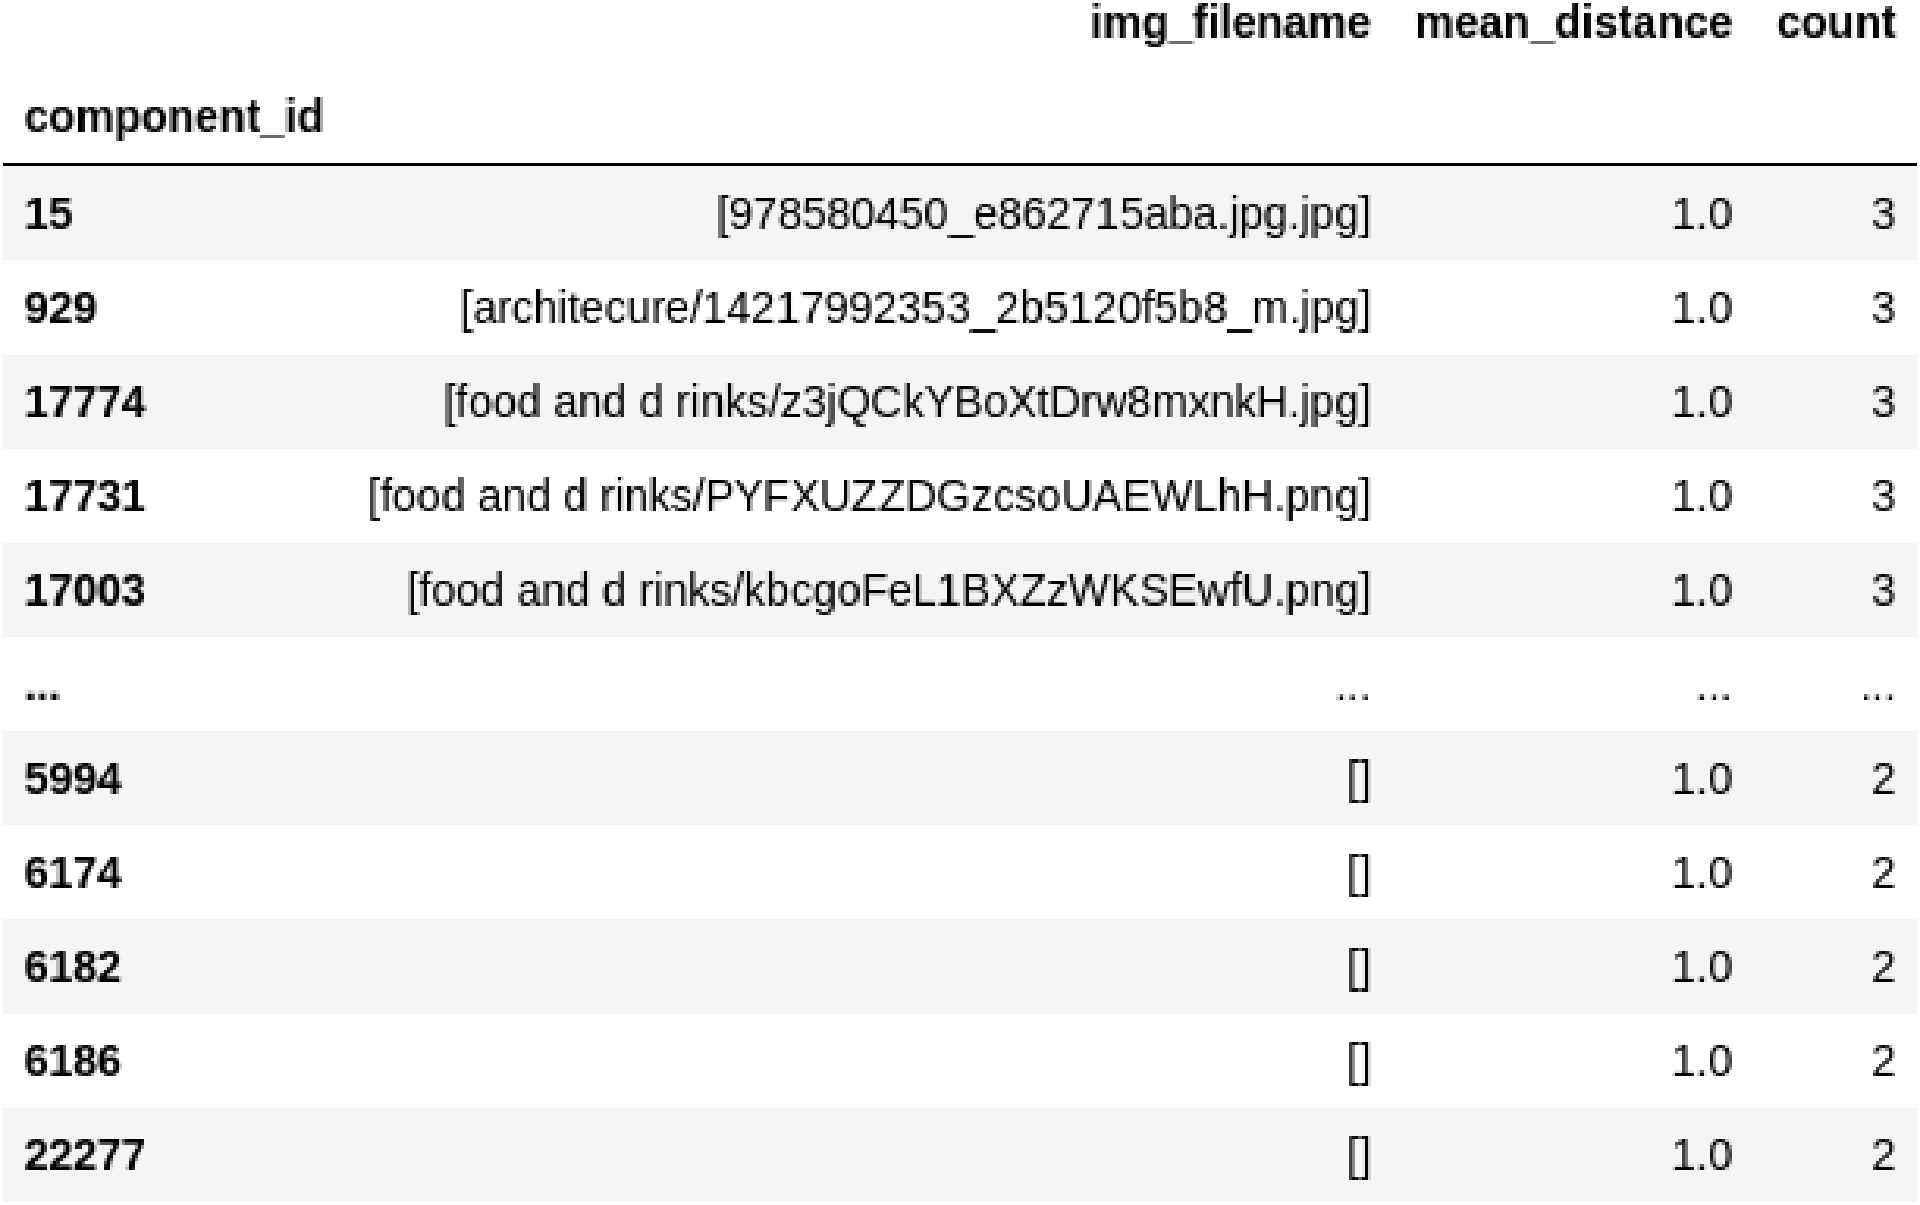 img_filename mean_distance count
component_id
15 [978580450_e862715aba.jpg.jpg] 1.0 3
929 [architecure/14217992353_2b5120f5b8_m.jpg] 1.0 3
17774 [food and d rinks/z3jQCkYBoXtDrw8mxnkH.jpg] 1.0 3
17731 [food and d rinks/PYFXUZZDGzcsoUAEWLhH.png] 1.0 3
17003 [food and d rinks/kbcgoFeL1BXZzWKSEwfU.png] 1.0 3
... ... ... ...
5994 [] 1.0 2
6174 [] 1.0 2
6182 [] 1.0 2
6186 [] 1.0 2
22277 [] 1.0 2